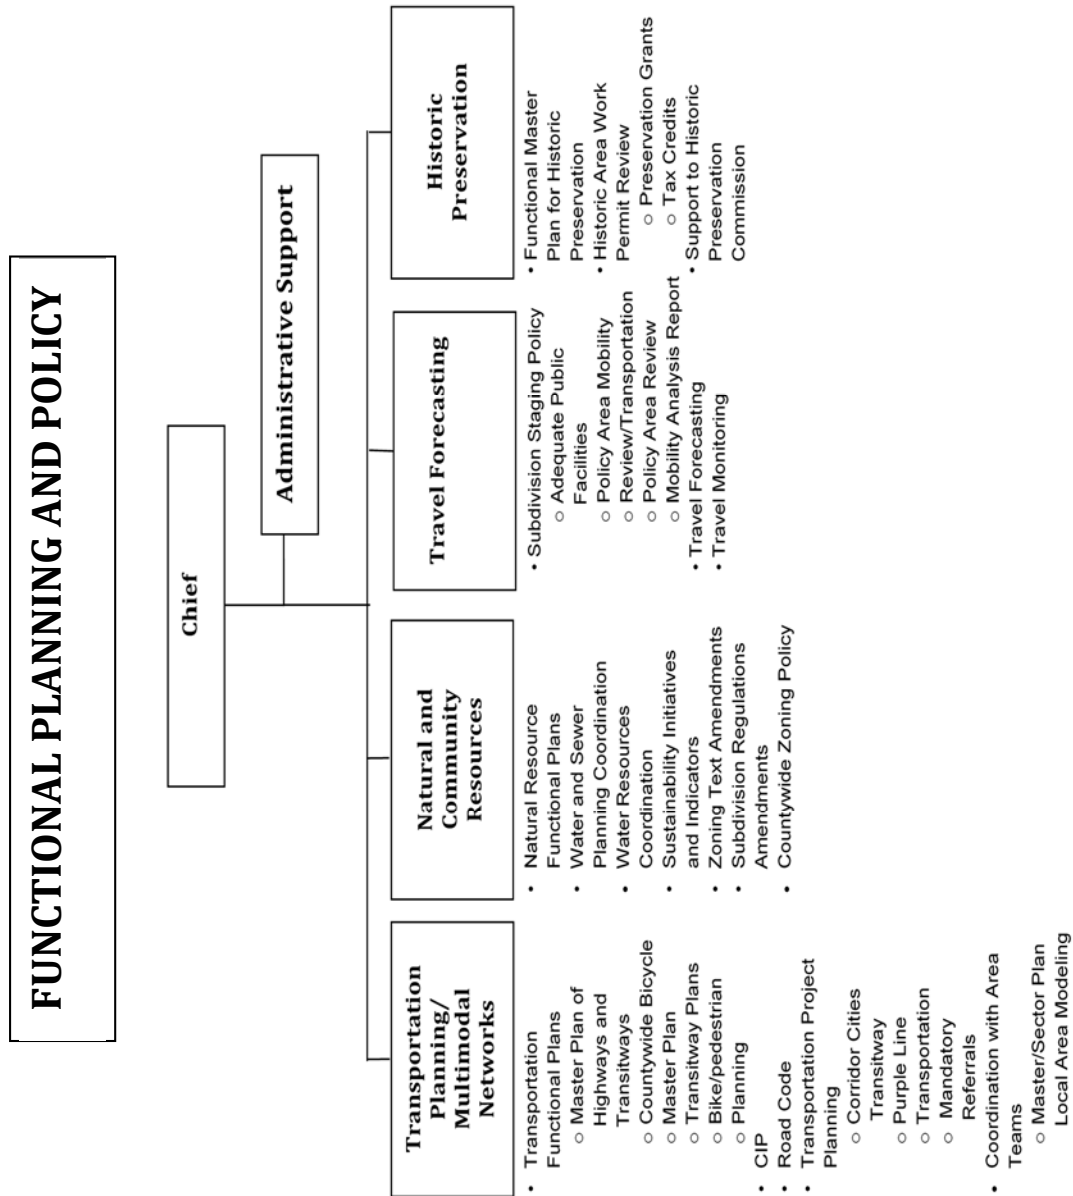 FUNCTIONAL PLANNING AND POLICY
Chief
Administrative Support
Transportation
Planning/
Multimodal
Networks
• Transportation
Functional Plans
○ Master Plan of
Highways and
Transitways
○ Countywide Bicycle
○ Master Plan
○ Transitway Plans
○ Bike/pedestrian
○ Planning
• CIP
• Road Code
• Transportation Project
Planning
○ Corridor Cities
Transitway
○ Purple Line
○ Transportation
○ Mandatory
Referrals
• Coordination with Area
Teams
○ Master/Sector Plan
Local Area Modeling
Natural and
Community
Resources
• Natural Resource
Functional Plans
• Water and Sewer
Planning Coordination
• Water Resources
Coordination
• Sustainability Initiatives
and Indicators
• Zoning Text Amendments
• Subdivision Regulations
Amendments
• Countywide Zoning Policy
Travel Forecasting
• Subdivision Staging Policy
○ Adequate Public
Facilities
○ Policy Area Mobility
○ Review/Transportation
○ Policy Area Review
○ Mobility Analysis Report
• Travel Forecasting
• Travel Monitoring
Historic
Preservation
• Functional Master
Plan for Historic
Preservation
• Historic Area Work
Permit Review
○ Preservation Grants
○ Tax Credits
• Support to Historic
Preservation
Commission